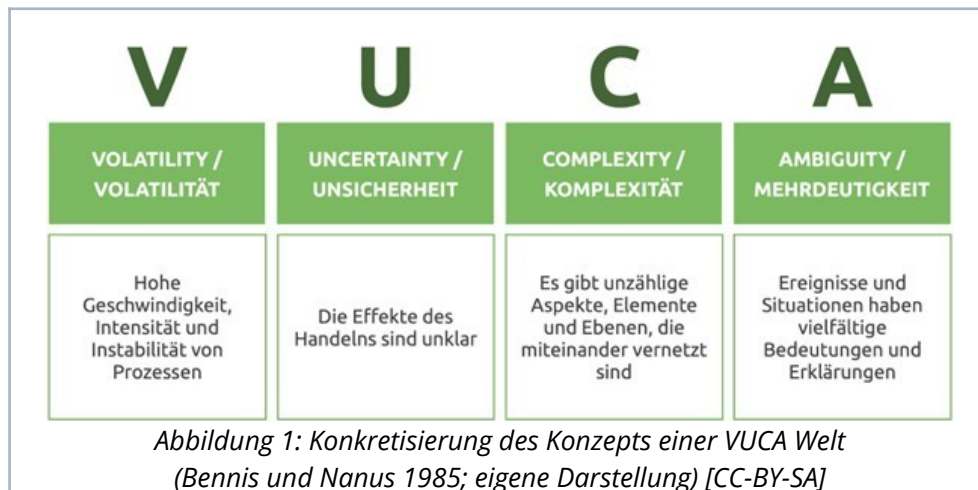 V U C A
VOLATILITY /
VOLATILITÄT
UNCERTAINTY /
UNSICHERHEIT
COMPLEXITY /
KOMPLEXITÄT
AMBIGUITY /
MEHRDEUTIGKEIT
Hohe
Geschwindigkeit,
Intensität und
Instabilität von
Prozessen
Die Effekte des
Handelns sind unklar
Es gibt unzählige
Aspekte, Elemente
und Ebenen, die
miteinander vernetzt
sind
Ereignisse und
Situationen haben
vielfältige
Bedeutungen und
Erklärungen
Abbildung 1: Konkretisierung des Konzepts einer VUCA Welt
(Bennis und Nanus 1985; eigene Darstellung) [CC-BY-SA]